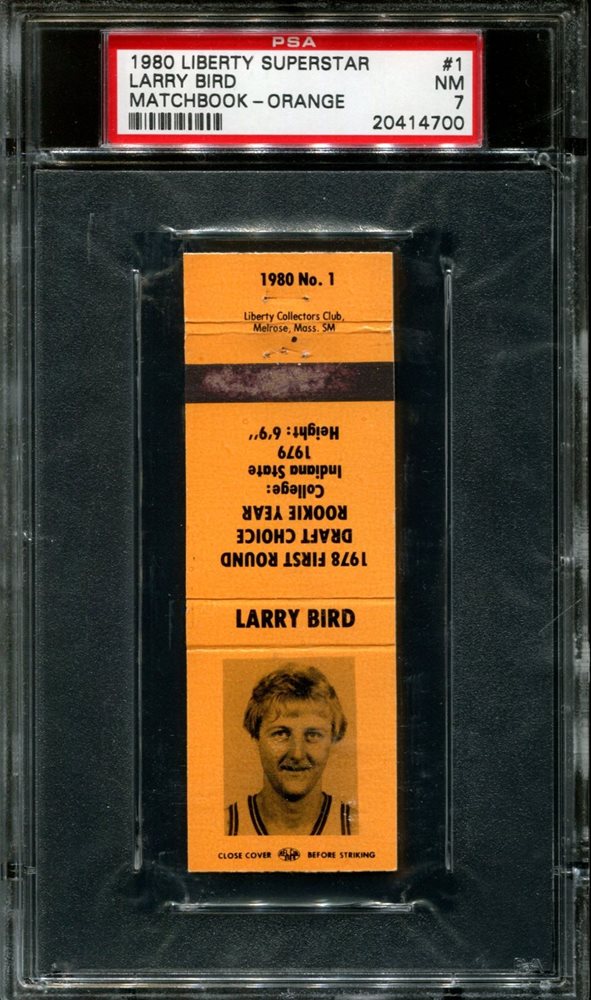 PSA
1980 LIBERTY SUPERSTAR #1
LARRY BIRD NM
MATCHBOOK - ORANGE 7
20414700
1980 No. 1
Liberty Collectors Club,
Melrose, Mass. SM
1978 FIRST ROUND
DRAFT CHOICE
ROOKIE YEAR
College:
Indiana State
1979
Height: 6'9''
LARRY BIRD
CLOSE COVER BEFORE STRIKING
PSA